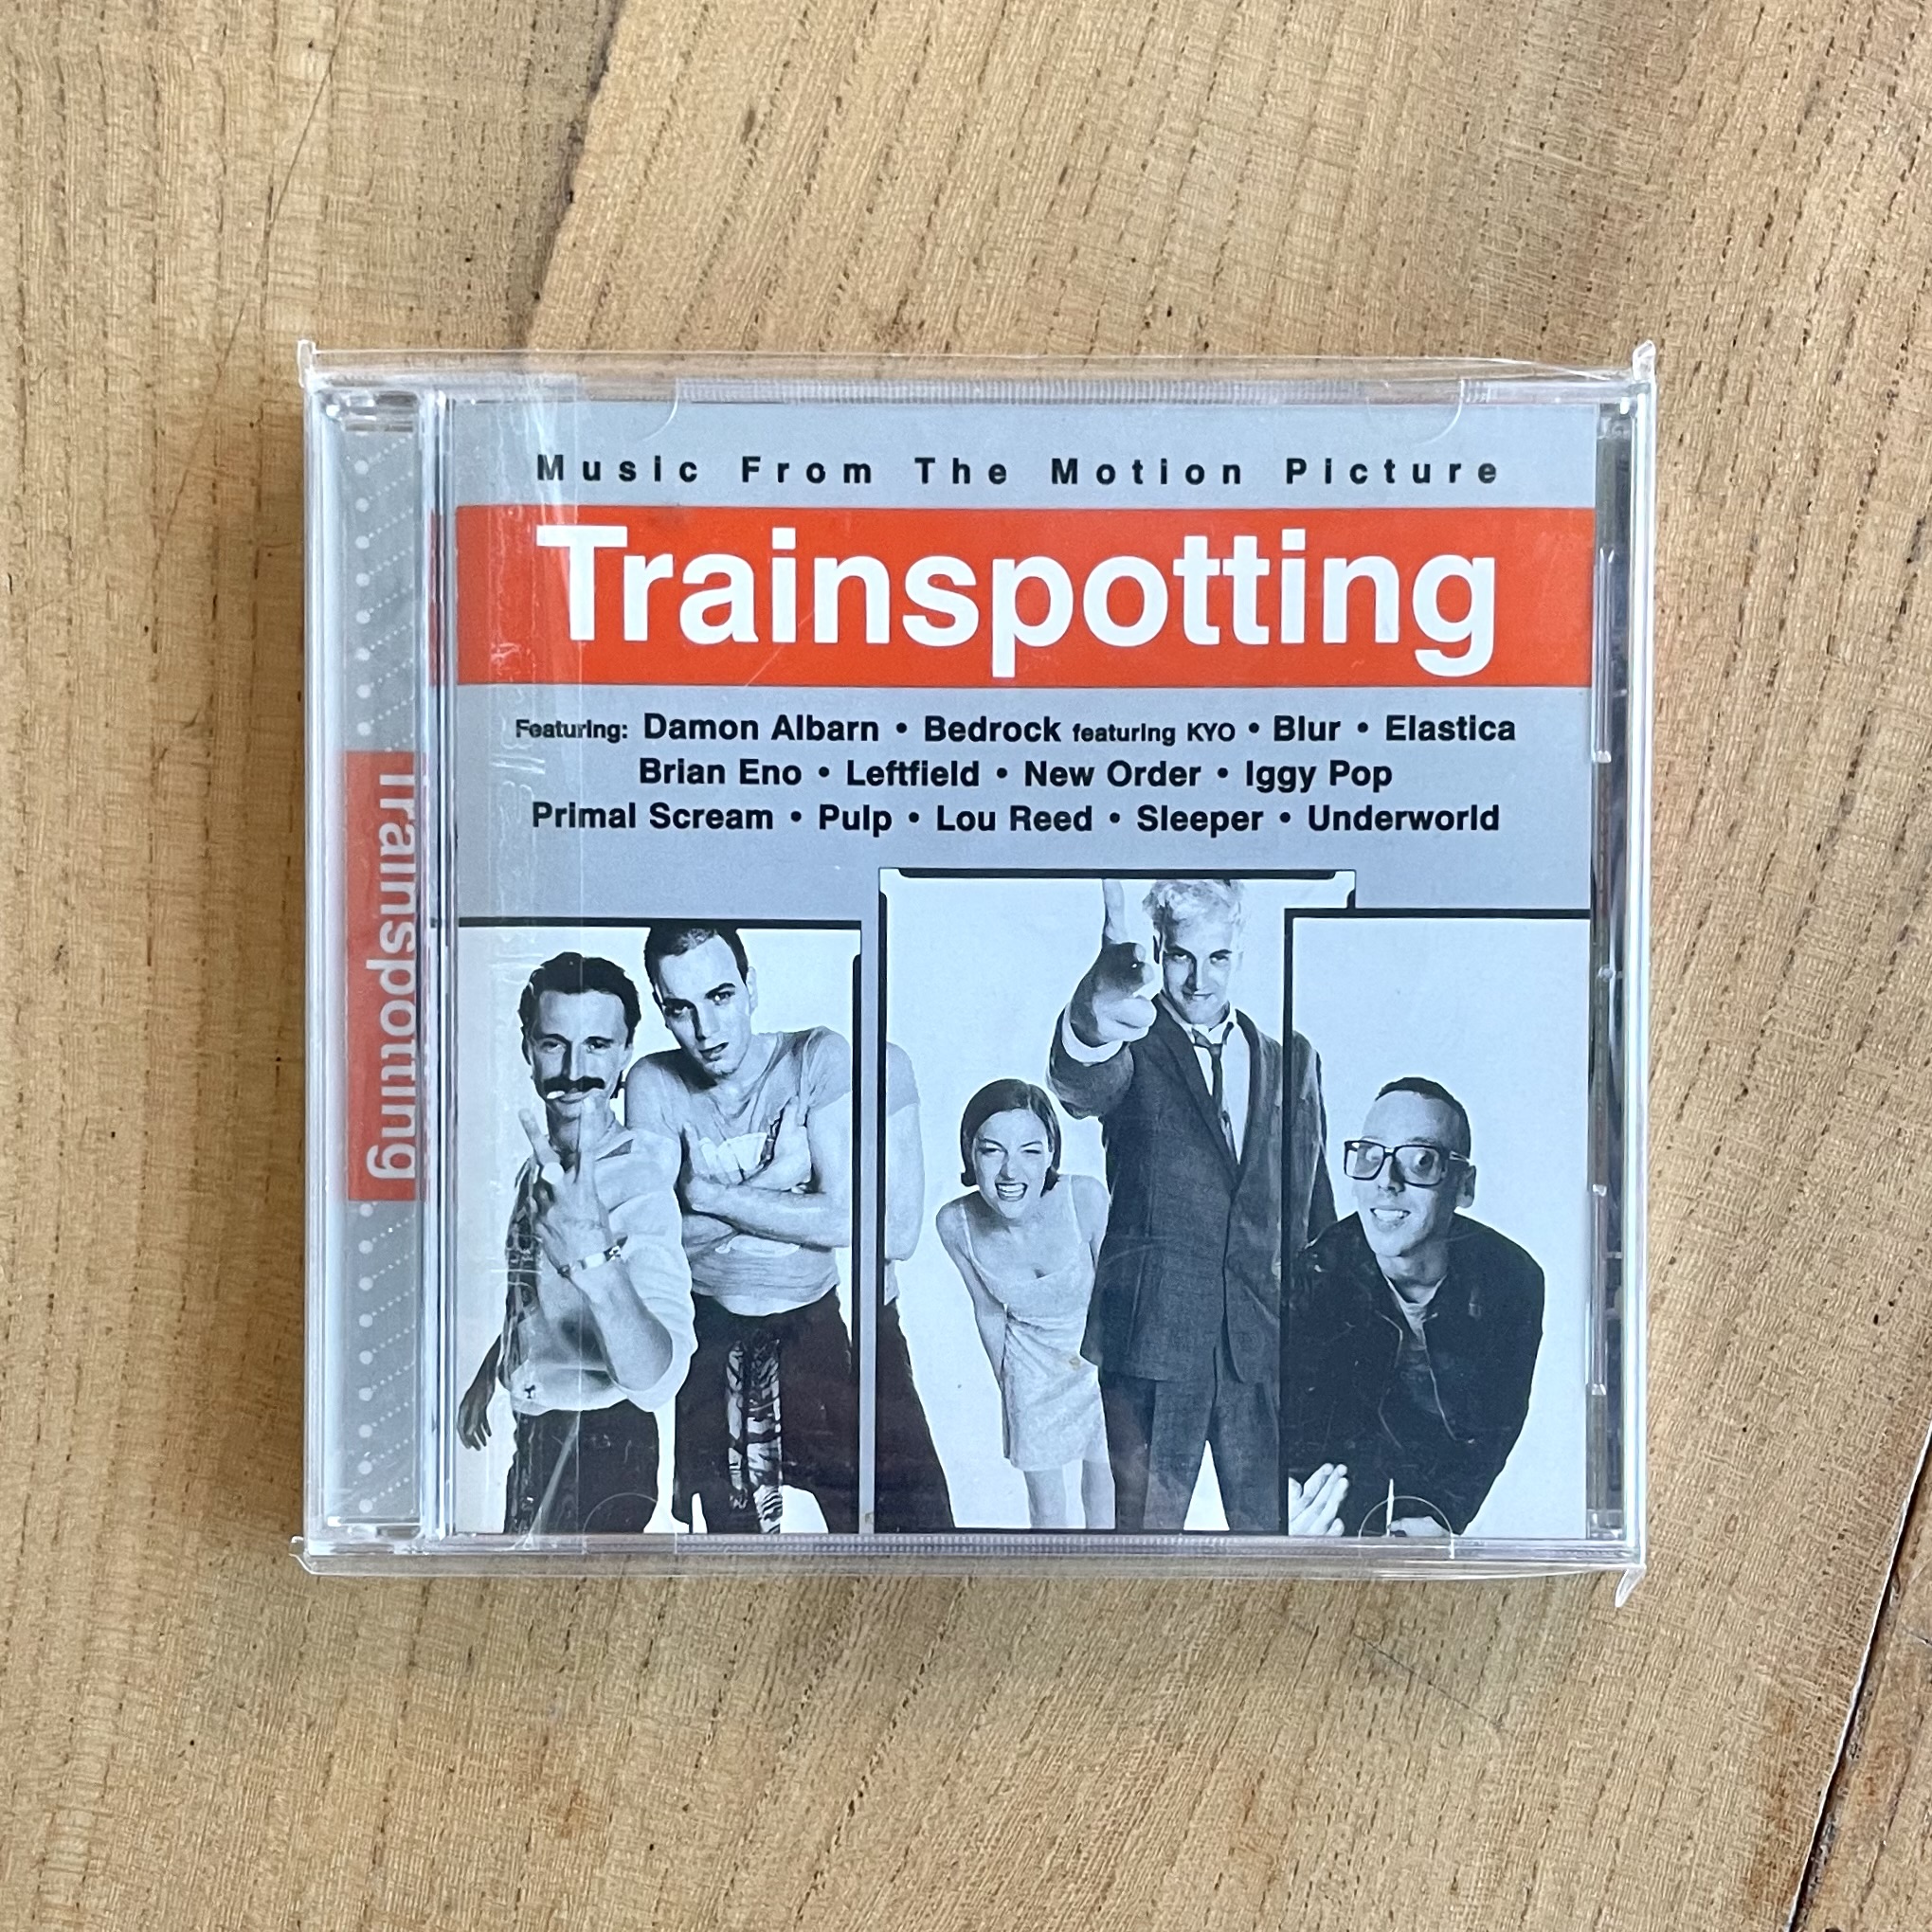 Music From The Motion Picture
Trainspotting
Featuring: Damon Albarn • Bedrock featuring KYO • Blur • Elastica
Brian Eno • Leftfield • New Order • Iggy Pop
Primal Scream • Pulp • Lou Reed • Sleeper • Underworld
Trainspotting